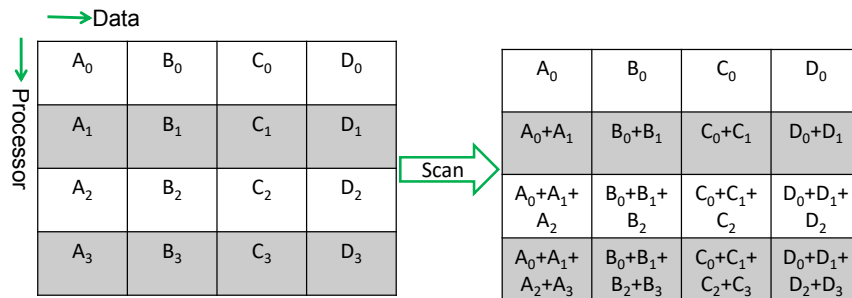 Data
Processor
A₀ B₀ C₀ D₀
A₁ B₁ C₁ D₁
A₂ B₂ C₂ D₂
A₃ B₃ C₃ D₃
Scan
A₀ B₀ C₀ D₀
A₀+A₁ B₀+B₁ C₀+C₁ D₀+D₁
A₀+A₁+ B₀+B₁+ C₀+C₁+ D₀+D₁+
A₂ B₂ C₂ D₂
A₀+A₁+ B₀+B₁+ C₀+C₁+ D₀+D₁+
A₂+A₃ B₂+B₃ C₂+C₃ D₂+D₃